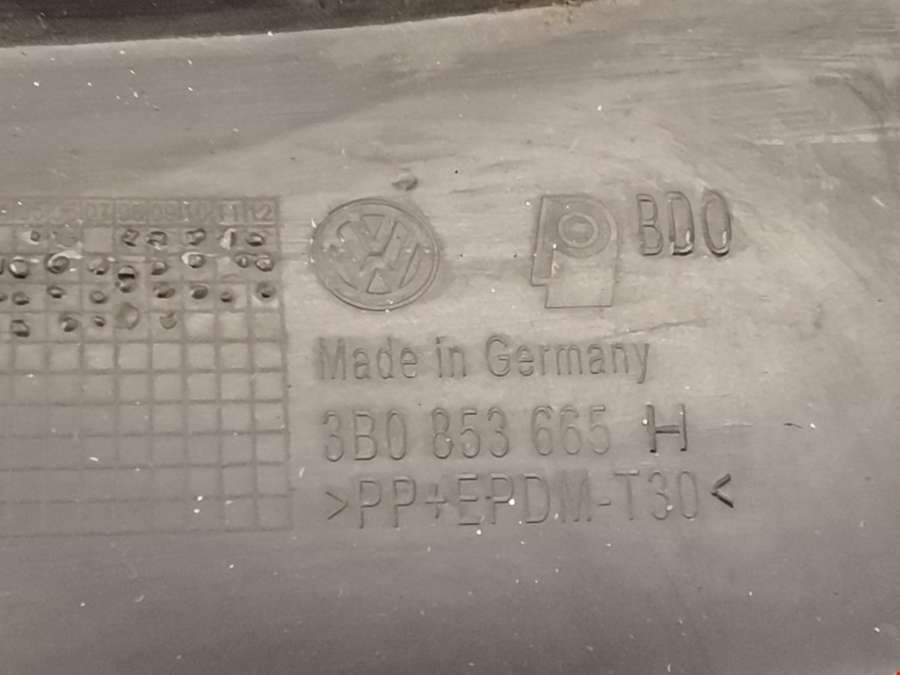 BDO
Made in Germany
3B0 853 665 H
>PP+EPDM-T30<